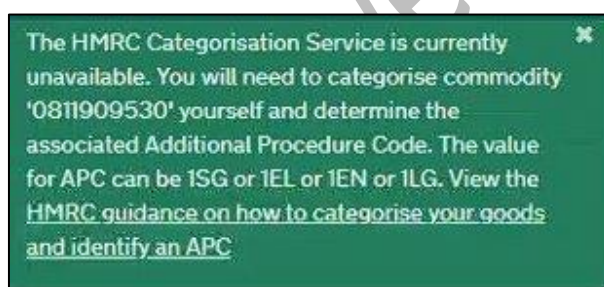 The HMRC Categorisation Service is currently
unavailable. You will need to categorise commodity
'0811909530' yourself and determine the
associated Additional Procedure Code. The value
for APC can be 1SG or 1EL or 1EN or 1LG. View the
HMRC guidance on how to categorise your goods
and identify an APC